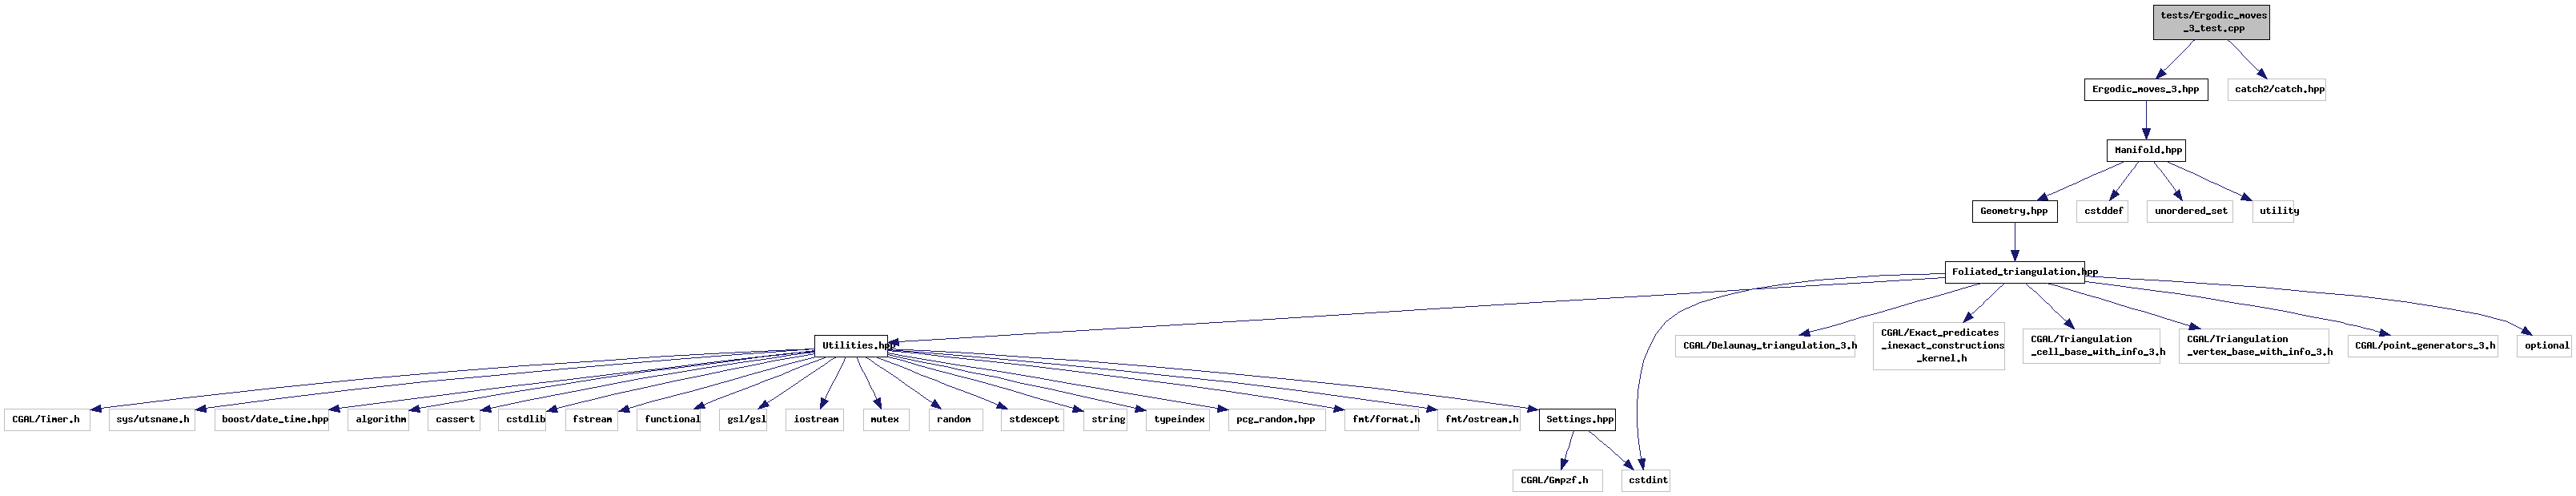 tests/Ergodic_moves
_3_test.cpp
Ergodic_moves_3.hpp
catch2/catch.hpp
Manifold.hpp
Geometry.hpp
cstddef
unordered_set
utility
Foliated_triangulation.hpp
Utilities.hpp
CGAL/Delaunay_triangulation_3.h
CGAL/Exact_predicates
_inexact_constructions
_kernel.h
CGAL/Triangulation
_cell_base_with_info_3.h
CGAL/Triangulation
_vertex_base_with_info_3.h
CGAL/point_generators_3.h
optional
CGAL/Timer.h
sys/utsname.h
boost/date_time.hpp
algorithm
cassert
cstdlib
fstream
functional
gsl/gsl
iostream
mutex
random
stdexcept
string
typeindex
pcg_random.hpp
fmt/format.h
fmt/ostream.h
Settings.hpp
CGAL/Gmpzf.h
cstdint